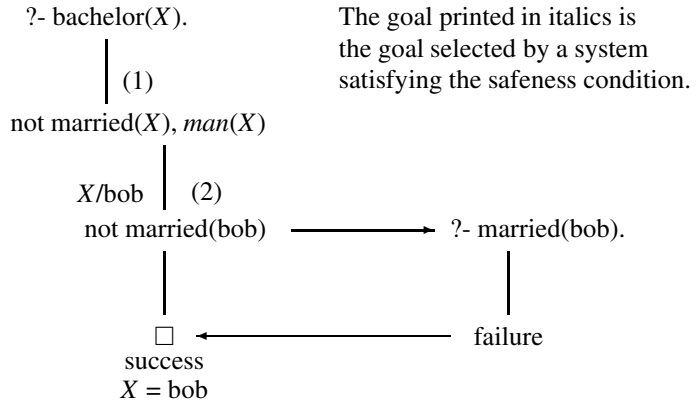 ?- bachelor(X).
The goal printed in italics is
the goal selected by a system
satisfying the safeness condition.
(1)
not married(X), man(X)
X/bob (2)
not married(bob)
?- married(bob).
□
failure
success
X = bob